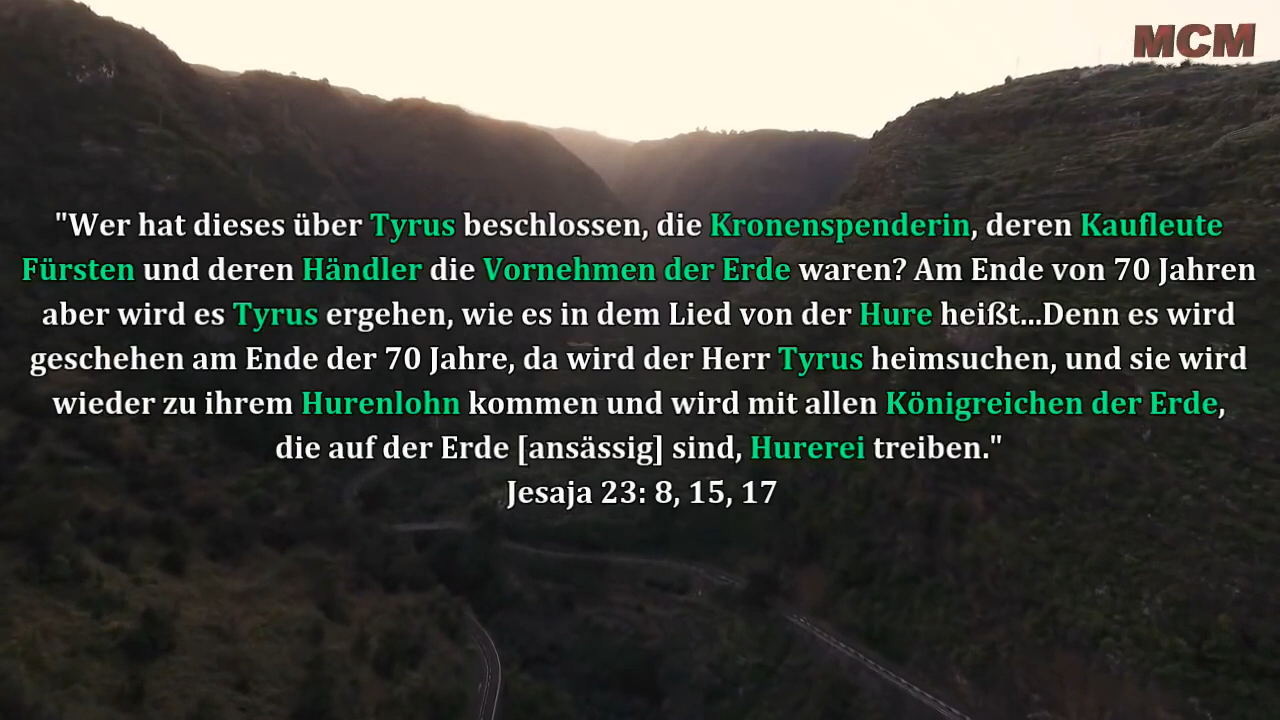 MCM
"Wer hat dieses über Tyrus beschlossen, die Kronenspenderin, deren Kaufleute
Fürsten und deren Händler die Vornehmen der Erde waren? Am Ende von 70 Jahren
aber wird es Tyrus ergehen, wie es in dem Lied von der Hure heißt...Denn es wird
geschehen am Ende der 70 Jahre, da wird der Herr Tyrus heimsuchen, und sie wird
wieder zu ihrem Hurenlohn kommen und wird mit allen Königreichen der Erde,
die auf der Erde [ansässig] sind, Hurerei treiben."
Jesaja 23: 8, 15, 17